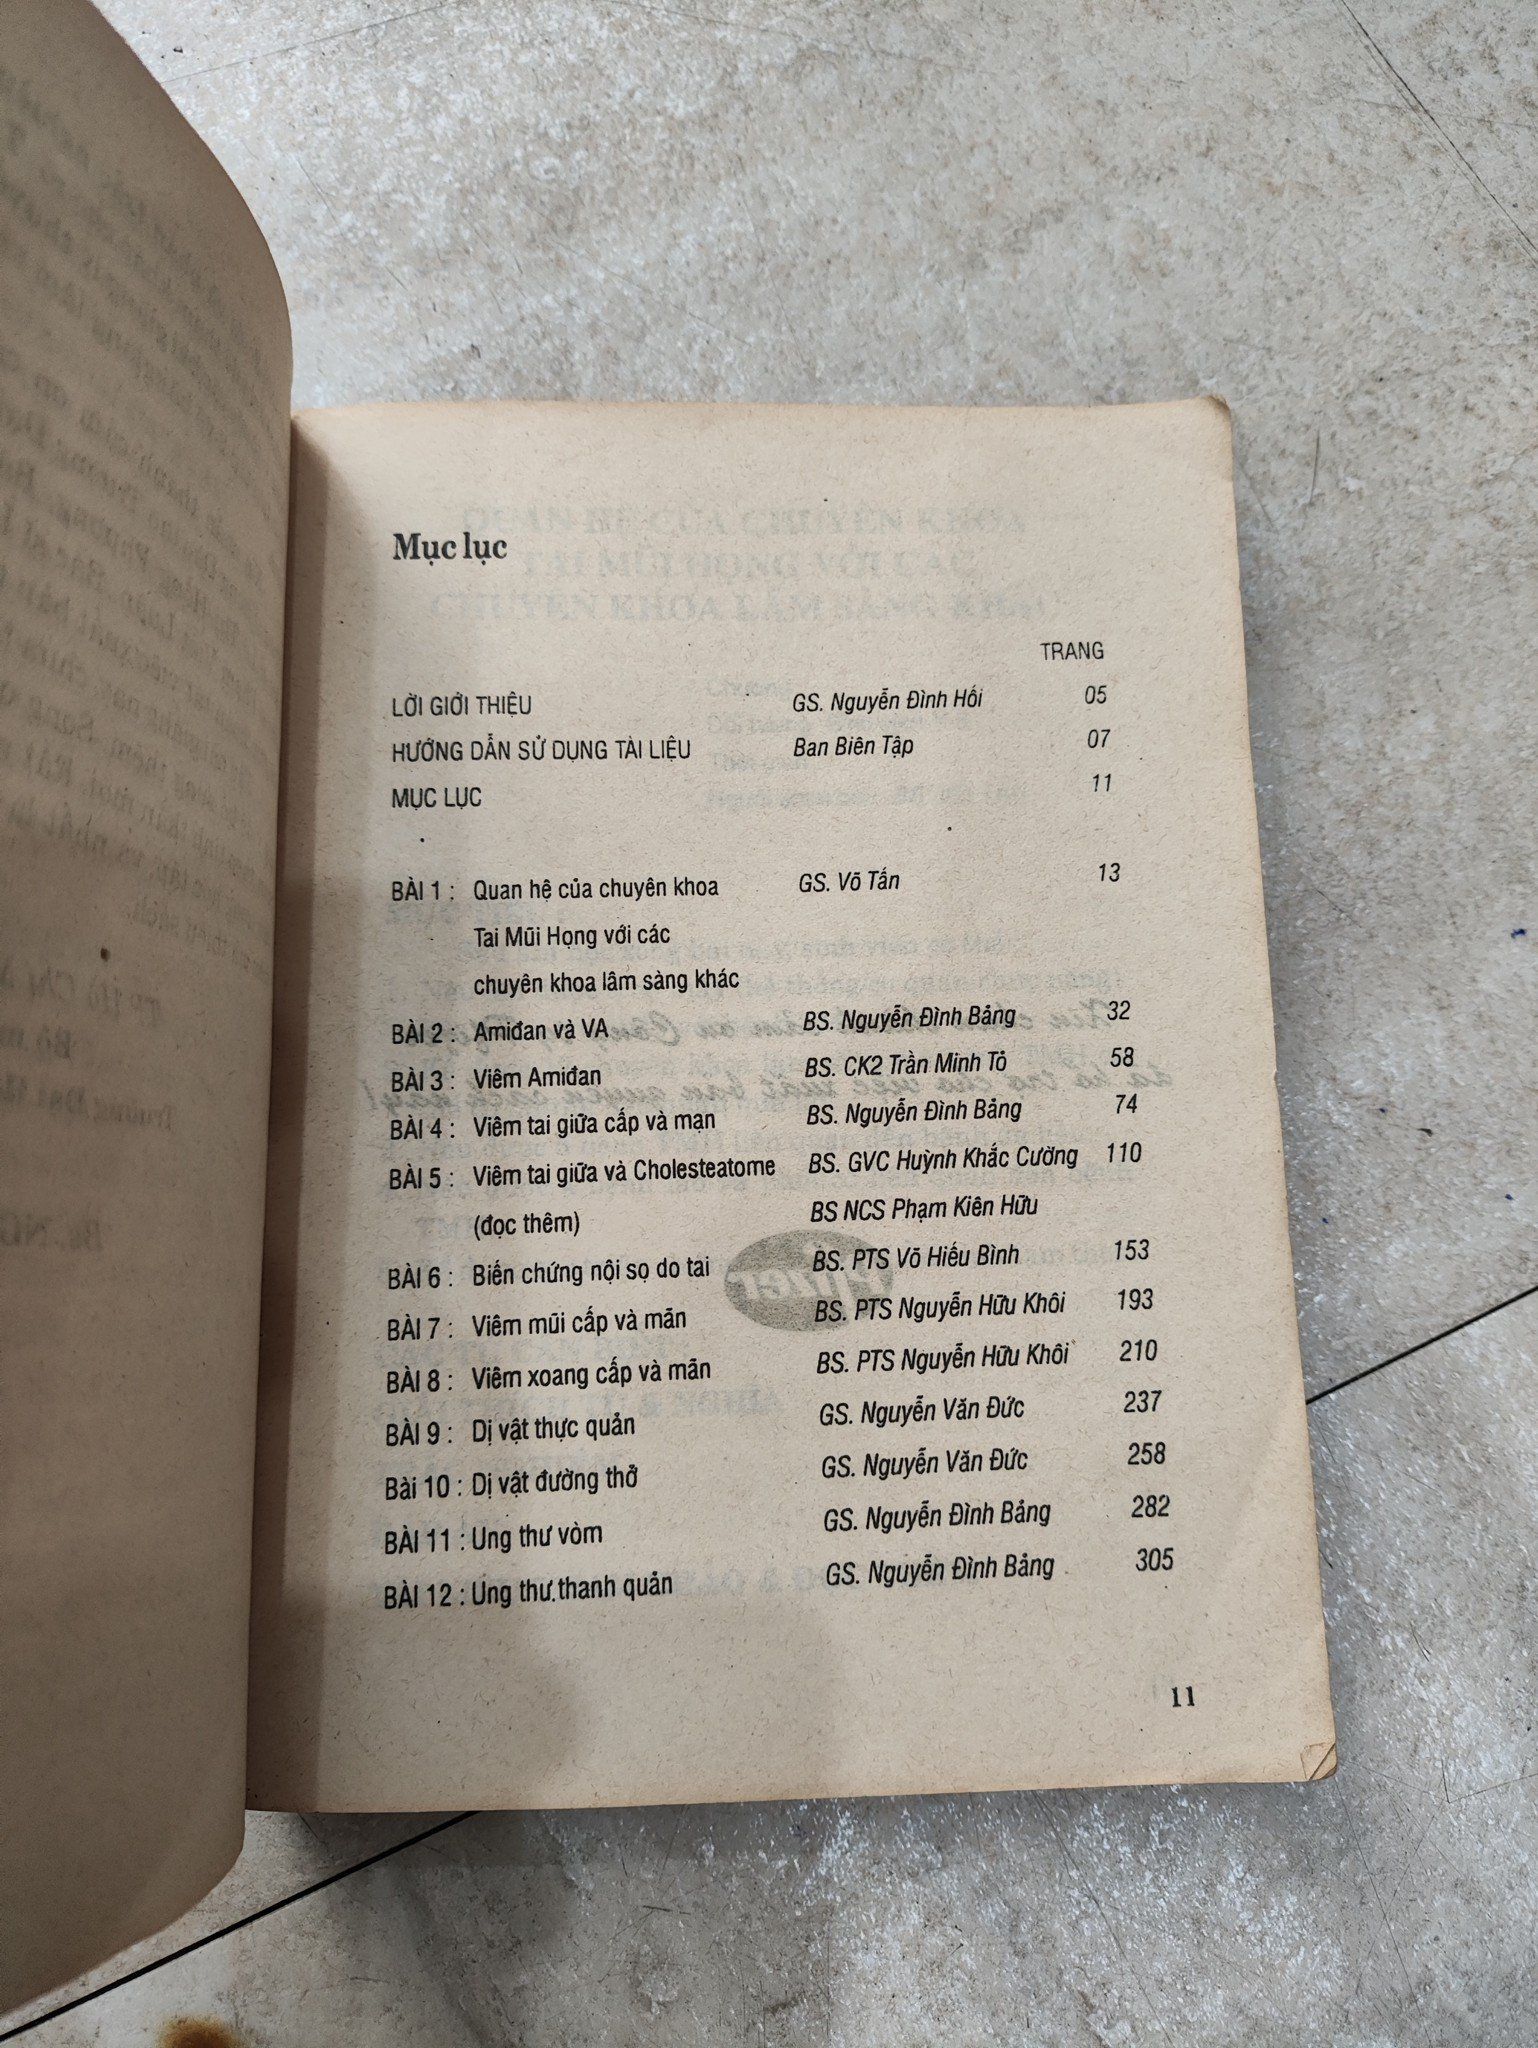 Mục lục
TRANG
LỜI GIỚI THIỆU GS. Nguyễn Đình Hối 05
HƯỚNG DẪN SỬ DỤNG TÀI LIỆU Ban Biên Tập 07
MỤC LỤC 11
BÀI 1 : Quan hệ của chuyên khoa GS. Võ Tấn 13
Tai Mũi Họng với các
chuyên khoa lâm sàng khác
BÀI 2 : Amiđan và VA BS. Nguyễn Đình Bảng 32
BÀI 3 : Viêm Amiđan BS. CK2 Trần Minh Tỏ 58
BÀI 4 : Viêm tai giữa cấp và mạn BS. Nguyễn Đình Bảng 74
BÀI 5 : Viêm tai giữa và Cholesteatome BS. GVC Huỳnh Khắc Cường 110
(đọc thêm) BS NCS Phạm Kiên Hữu
BÀI 6 : Biến chứng nội sọ do tai BS. PTS Võ Hiếu Bình 153
BÀI 7 : Viêm mũi cấp và mãn BS. PTS Nguyễn Hữu Khôi 193
BÀI 8 : Viêm xoang cấp và mãn BS. PTS Nguyễn Hữu Khôi 210
BÀI 9 : Dị vật thực quản GS. Nguyễn Văn Đức 237
Bài 10 : Dị vật đường thở GS. Nguyễn Văn Đức 258
BÀI 11 : Ung thư vòm GS. Nguyễn Đình Bảng 282
BÀI 12 : Ung thư thanh quản GS. Nguyễn Đình Bảng 305
11